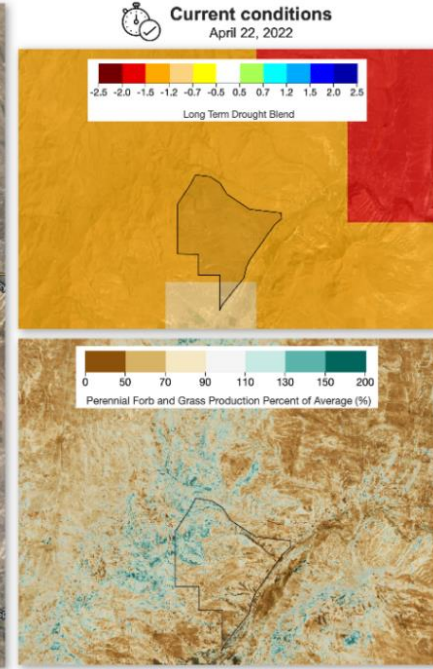 Current conditions
April 22, 2022
-2.5 -2.0 -1.5 -1.2 -0.7 -0.5 0.5 0.7 1.2 1.5 2.0 2.5
Long Term Drought Blend
0 50 70 90 110 130 150 200
Perennial Forb and Grass Production Percent of Average (%)